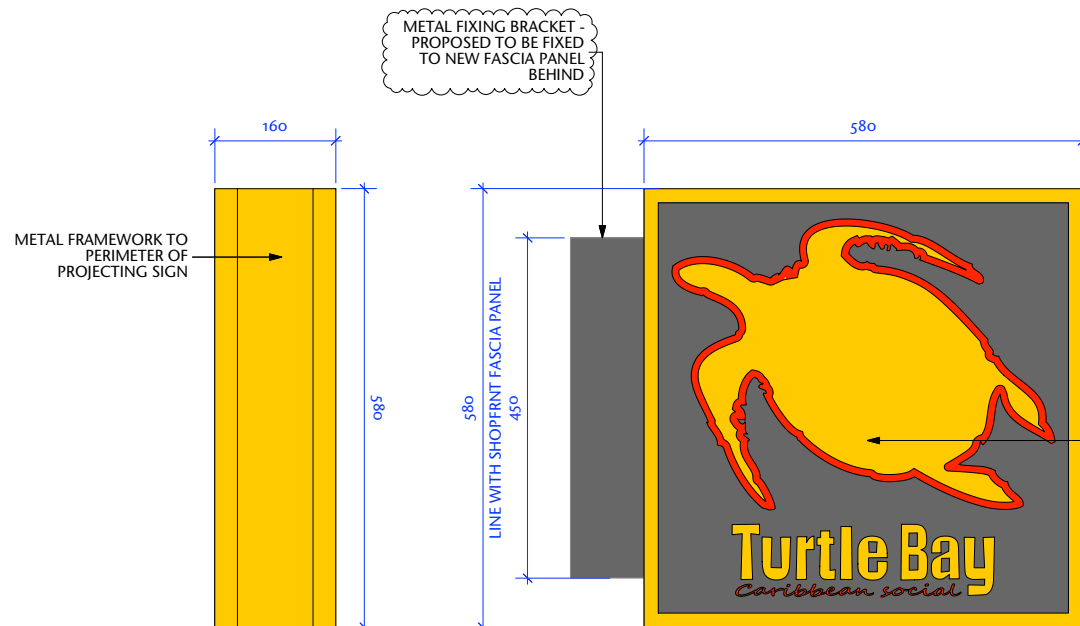 METAL FIXING BRACKET -
PROPOSED TO BE FIXED
TO NEW FASCIA PANEL
BEHIND
160
580
METAL FRAMEWORK TO
PERIMETER OF
PROJECTING SIGN
580
580
LINE WITH SHOPFRNT FASCIA PANEL
450
Turtle Bay
Caribbean social